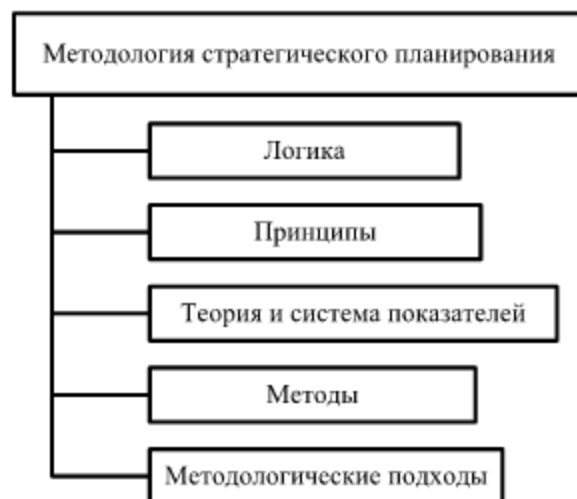 Методология стратегического планирования
Логика
Принципы
Теория и система показателей
Методы
Методологические подходы